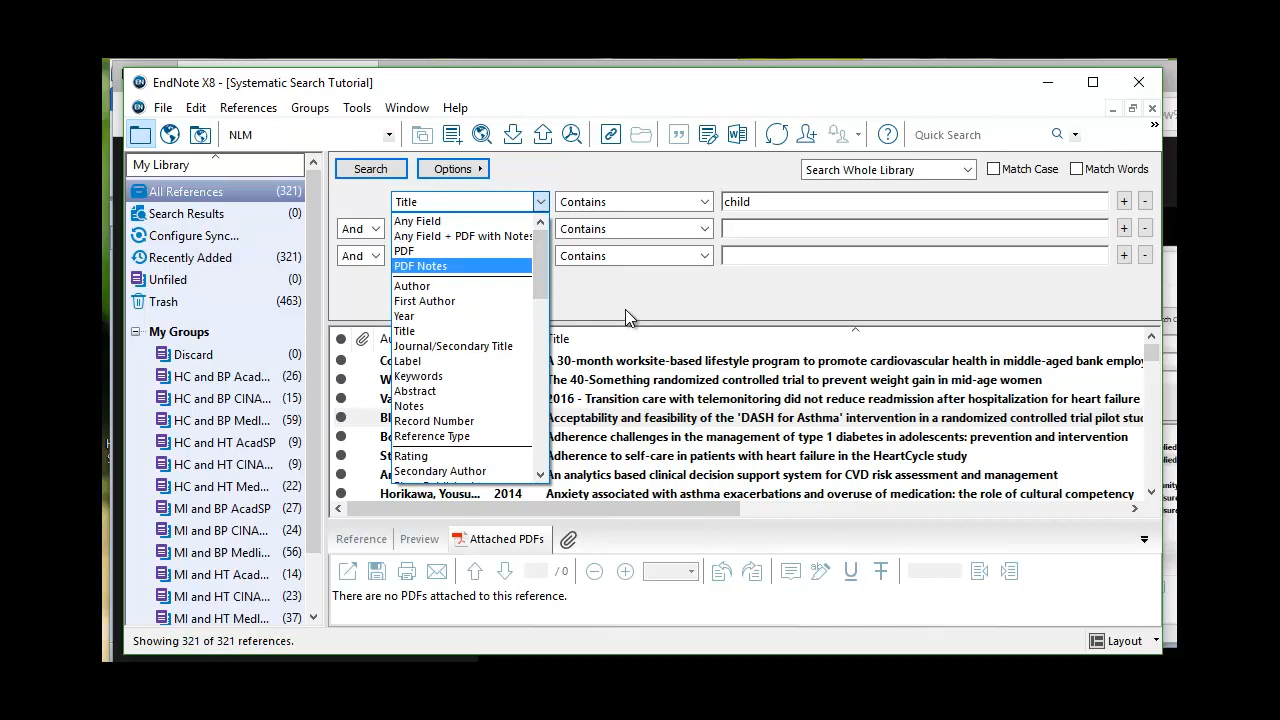 EndNote X8 - [Systematic Search Tutorial]
File Edit References Groups Tools Window Help
NLM
Quick Search
My Library
All References (321)
Search Results (0)
Configure Sync...
Recently Added (321)
Unfiled
Trash (463)
My Groups
Discard (0)
HC and BP Acad... (26)
HC and BP CINA... (39)
HC and BP Medl... (60)
HC and HT AcadSP
HC and HT CINA... (23)
HC and HT Med... (22)
MI and BP AcadSP (24)
MI and BP CINA... (27)
MI and BP Medli... (56)
MI and HT Acad... (14)
MI and HT CINA... (23)
MI and HT Medl... (37)
Search Options Search Whole Library Match Case Match Words
Title Contains child + -
And Contains + -
And Contains + -
Any Field
Any Field + PDF with Notes
PDF
PDF Notes
Author
First Author
Year
Title
Journal/Secondary Title
Label
Keywords
Abstract
Notes
Record Number
Reference Type
Rating
Secondary Author
Title
A 30-month worksite-based lifestyle program to promote cardiovascular health in middle-aged bank employ
The 40-Something randomized controlled trial to prevent weight gain in mid-age women
2016 - Transition care with telemonitoring did not reduce readmission after hospitalization for heart failure
Acceptability and feasibility of the 'DASH for Asthma' intervention in a randomized controlled trial pilot stud
Adherence challenges in the management of type 1 diabetes in adolescents: prevention and intervention
Adherence to self-care in patients with heart failure in the HeartCycle study
An analytics based clinical decision support system for CVD risk assessment and management
Horikawa, Yousu... 2014 Anxiety associated with asthma exacerbations and overuse of medication: the role of cultural competency
Reference Preview Attached PDFs
/ 0
There are no PDFs attached to this reference.
Showing 321 of 321 references.
Layout